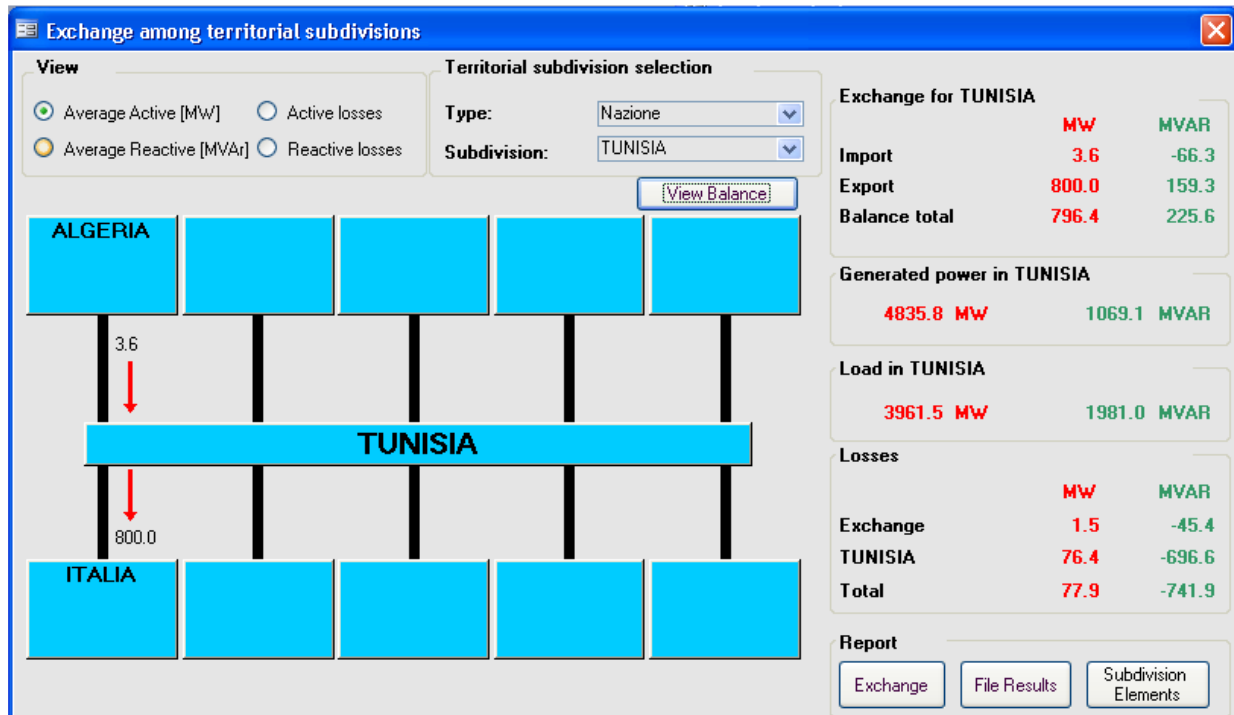 Exchange among territorial subdivisions
View
Average Active [MW] Active losses
Average Reactive [MVAr] Reactive losses
Territorial subdivision selection
Type: Nazione
Subdivision: TUNISIA
View Balance
ALGERIA
3.6
TUNISIA
800.0
ITALIA
Exchange for TUNISIA
MW MVAR
Import 3.6 -66.3
Export 800.0 159.3
Balance total 796.4 225.6
Generated power in TUNISIA
4835.8 MW 1069.1 MVAR
Load in TUNISIA
3961.5 MW 1981.0 MVAR
Losses
MW MVAR
Exchange 1.5 -45.4
TUNISIA 76.4 -696.6
Total 77.9 -741.9
Report
Exchange File Results Subdivision
Elements